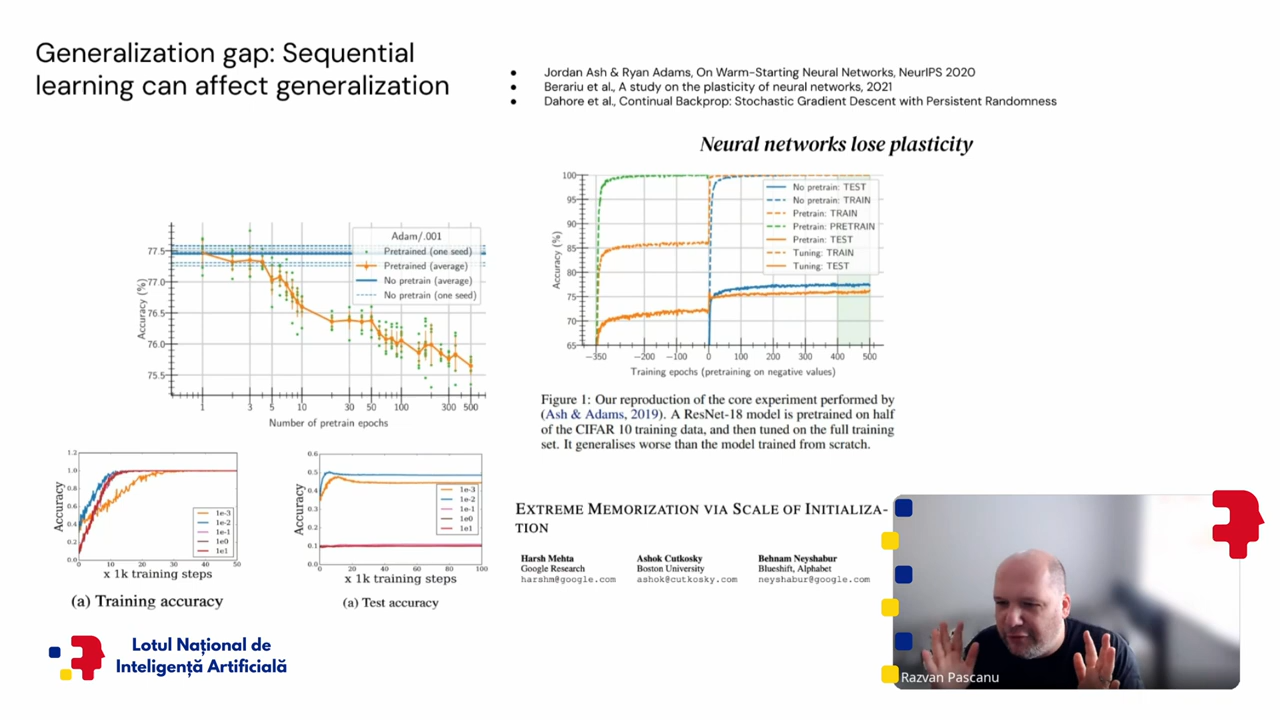 Generalization gap: Sequential
learning can affect generalization
● Jordan Ash & Ryan Adams, On Warm-Starting Neural Networks, NeurIPS 2020
● Berariu et al., A study on the plasticity of neural networks, 2021
● Dahore et al., Continual Backprop: Stochastic Gradient Descent with Persistent Randomness
Neural networks lose plasticity
Adam/.001
Pretrained (one seed)
Pretrained (average)
No pretrain (average)
No pretrain (one seed)
77.5
77.0
76.5
76.0
75.5
Accuracy (%)
1 3 5 10 30 50 100 300 500
Number of pretrain epochs
No pretrain: TEST
No pretrain: TRAIN
Pretrain: TRAIN
Pretrain: PRETRAIN
Pretrain: TEST
Tuning: TRAIN
Tuning: TEST
100
95
90
85
80
75
70
65
Accuracy (%)
−350 −200 −100 0 100 200 300 400 500
Training epochs (pretraining on negative values)
Figure 1: Our reproduction of the core experiment performed by
(Ash & Adams, 2019). A ResNet-18 model is pretrained on half
of the CIFAR 10 training data, and then tuned on the full training
set. It generalises worse than the model trained from scratch.
1.2
1.0
0.8
0.6
0.4
0.2
0.0
Accuracy
1e-3
1e-2
1e-1
1e0
1e1
0 10 20 30 40 50
x 1k training steps
(a) Training accuracy
0.6
0.5
0.4
0.3
0.2
0.1
0.0
Accuracy
1e-3
1e-2
1e-1
1e0
1e1
0 20 40 60 80 100
x 1k training steps
(a) Test accuracy
EXTREME MEMORIZATION VIA SCALE OF INITIALIZA-
TION
Harsh Mehta Ashok Cutkosky Behnam Neyshabur
Google Research Boston University Blueshift, Alphabet
harshm@google.com ashok@cutkosky.com neyshabur@google.com
Lotul Național de
Inteligență Artificială
Razvan Pascanu